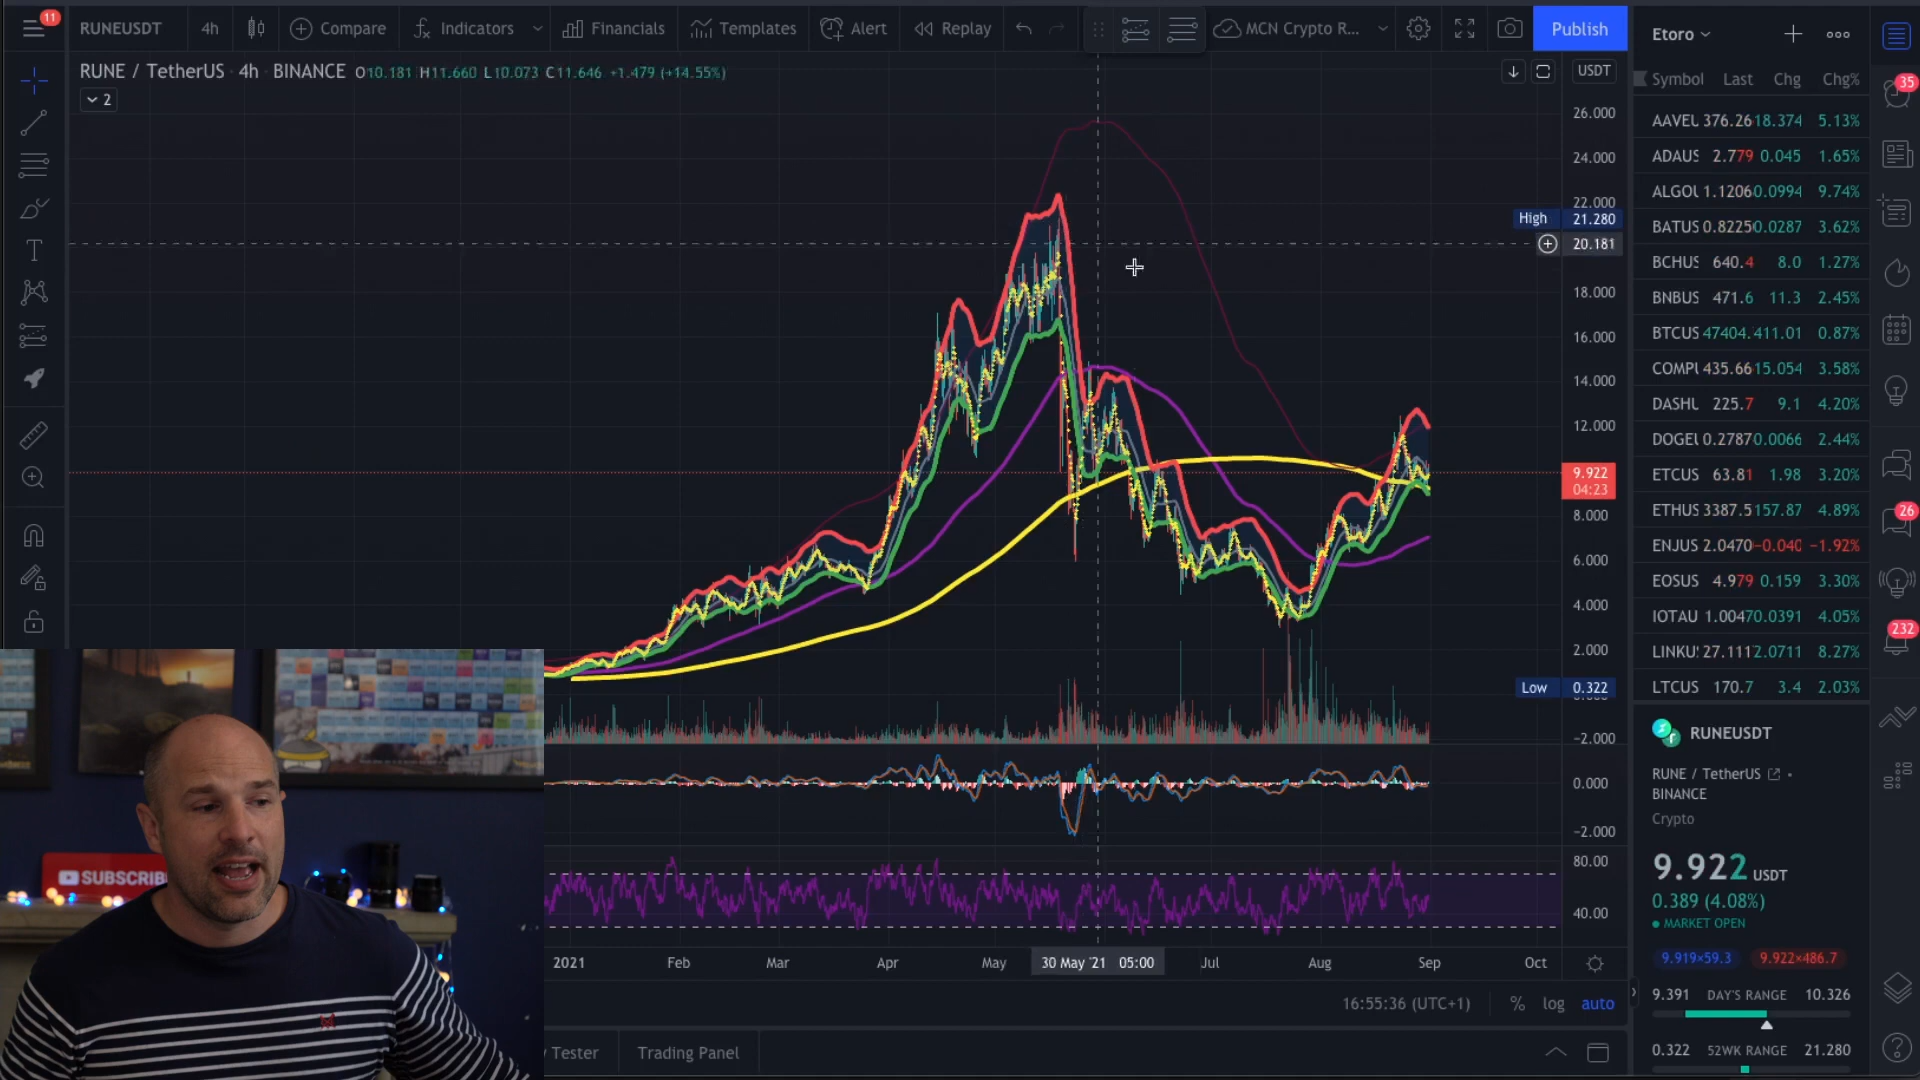 11
RUNEUSDT
4h
Compare
Indicators
Financials
Templates
Alert
Replay
MCN Crypto R...
Publish
RUNE / TetherUS · 4h · BINANCE O10.181 H11.660 L10.073 C11.646 +1.479 (+14.55%)
2
USDT
26.000
24.000
22.000
High 21.280
20.181
18.000
16.000
14.000
12.000
9.922
04:23
8.000
6.000
4.000
2.000
Low 0.322
−2.000
0.000
−2.000
80.00
40.00
2021
Feb
Mar
Apr
May
30 May '21 05:00
Jul
Aug
Sep
Oct
16:55:36 (UTC+1)
%
log
auto
Tester
Trading Panel
SUBSCRIB
Etoro
Symbol Last Chg Chg%
AAVEU 376.26 18.374 5.13%
ADAUS 2.779 0.045 1.65%
ALGOU 1.1206 0.0994 9.74%
BATUS 0.8225 0.0287 3.62%
BCHUS 640.4 8.0 1.27%
BNBUS 471.6 11.3 2.45%
BTCUS 47404. 411.01 0.87%
COMPU 435.66 15.054 3.58%
DASHU 225.7 9.1 4.20%
DOGEU 0.2787 0.0066 2.44%
ETCUS 63.81 1.98 3.20%
ETHUS 3387.5 157.87 4.89%
ENJUS 2.0470 −0.040 −1.92%
EOSUS 4.979 0.159 3.30%
IOTAU 1.0047 0.0391 4.05%
LINKU 27.111 2.0711 8.27%
LTCUS 170.7 3.4 2.03%
RUNEUSDT
RUNE / TetherUS
BINANCE
Crypto
9.922 USDT
0.389 (4.08%)
MARKET OPEN
9.919×59.3 9.922×486.7
9.391 DAY'S RANGE 10.326
0.322 52WK RANGE 21.280
35
26
232